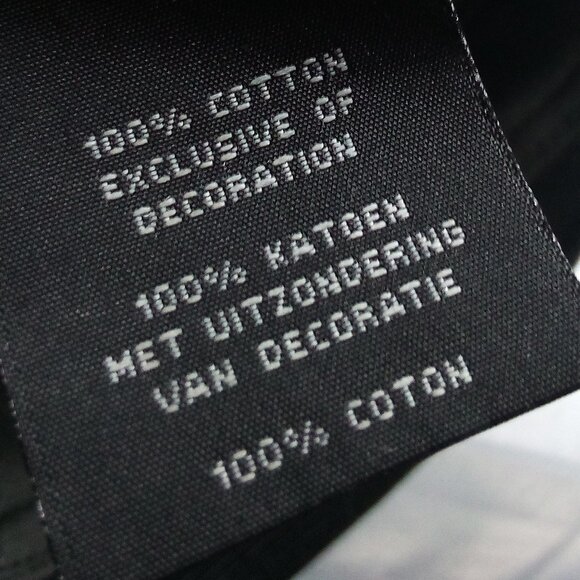 100% COTTON
EXCLUSIVE OF
DECORATION
100% KATOEN
MET UITZONDERING
VAN DECORATIE
100% COTON